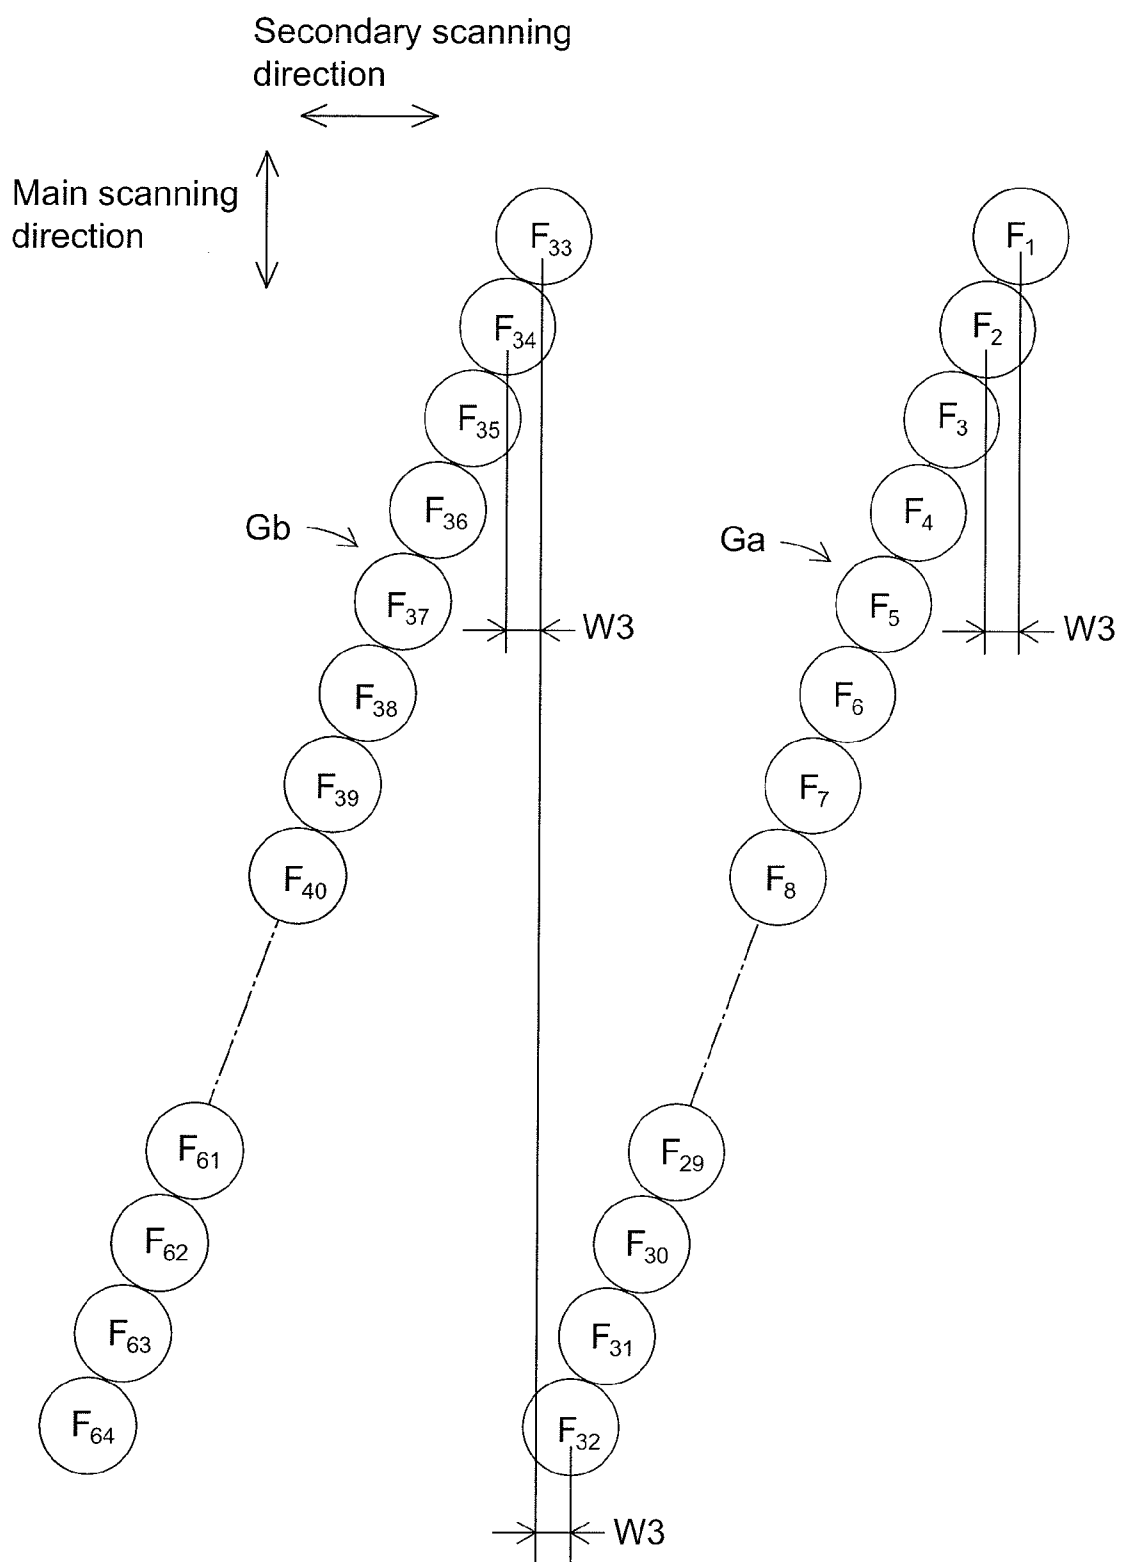 Secondary scanning
direction
Main scanning
direction
F33
F1
F34
F2
F35
F3
F36
F4
Gb
Ga
F37
F5
W3
W3
F38
F6
F39
F7
F40
F8
F61
F29
F62
F30
F63
F31
F64
F32
W3